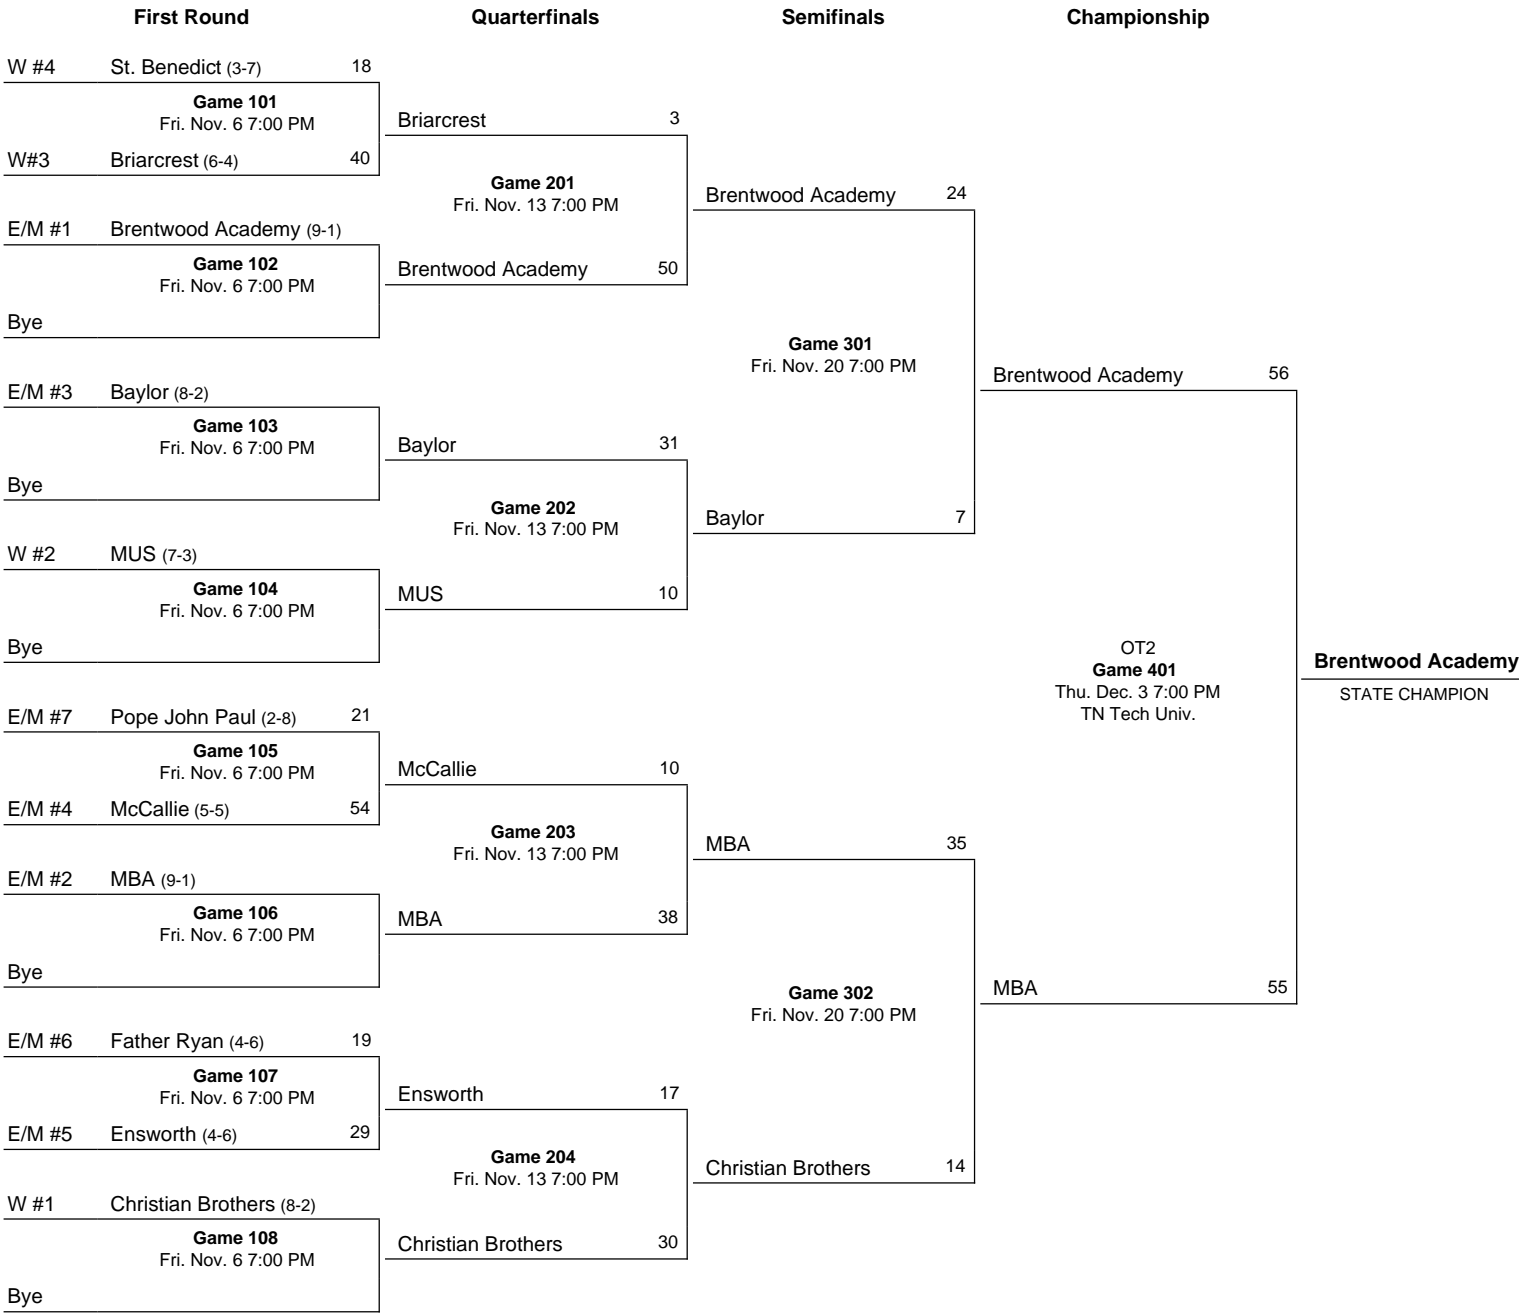 First Round Quarterfinals Semifinals Championship
W #4 St. Benedict (3-7) 18
Game 101
Fri. Nov. 6 7:00 PM
W#3 Briarcrest (6-4) 40
E/M #1 Brentwood Academy (9-1)
Game 102
Fri. Nov. 6 7:00 PM
Bye
E/M #3 Baylor (8-2)
Game 103
Fri. Nov. 6 7:00 PM
Bye
W #2 MUS (7-3)
Game 104
Fri. Nov. 6 7:00 PM
Bye
E/M #7 Pope John Paul (2-8) 21
Game 105
Fri. Nov. 6 7:00 PM
E/M #4 McCallie (5-5) 54
E/M #2 MBA (9-1)
Game 106
Fri. Nov. 6 7:00 PM
Bye
E/M #6 Father Ryan (4-6) 19
Game 107
Fri. Nov. 6 7:00 PM
E/M #5 Ensworth (4-6) 29
W #1 Christian Brothers (8-2)
Game 108
Fri. Nov. 6 7:00 PM
Bye
Briarcrest 3
Game 201
Fri. Nov. 13 7:00 PM
Brentwood Academy 50
Baylor 31
Game 202
Fri. Nov. 13 7:00 PM
MUS 10
McCallie 10
Game 203
Fri. Nov. 13 7:00 PM
MBA 38
Ensworth 17
Game 204
Fri. Nov. 13 7:00 PM
Christian Brothers 30
Brentwood Academy 24
Game 301
Fri. Nov. 20 7:00 PM
Baylor 7
MBA 35
Game 302
Fri. Nov. 20 7:00 PM
Christian Brothers 14
Brentwood Academy 56
OT2
Game 401
Thu. Dec. 3 7:00 PM
TN Tech Univ.
MBA 55
Brentwood Academy
STATE CHAMPION